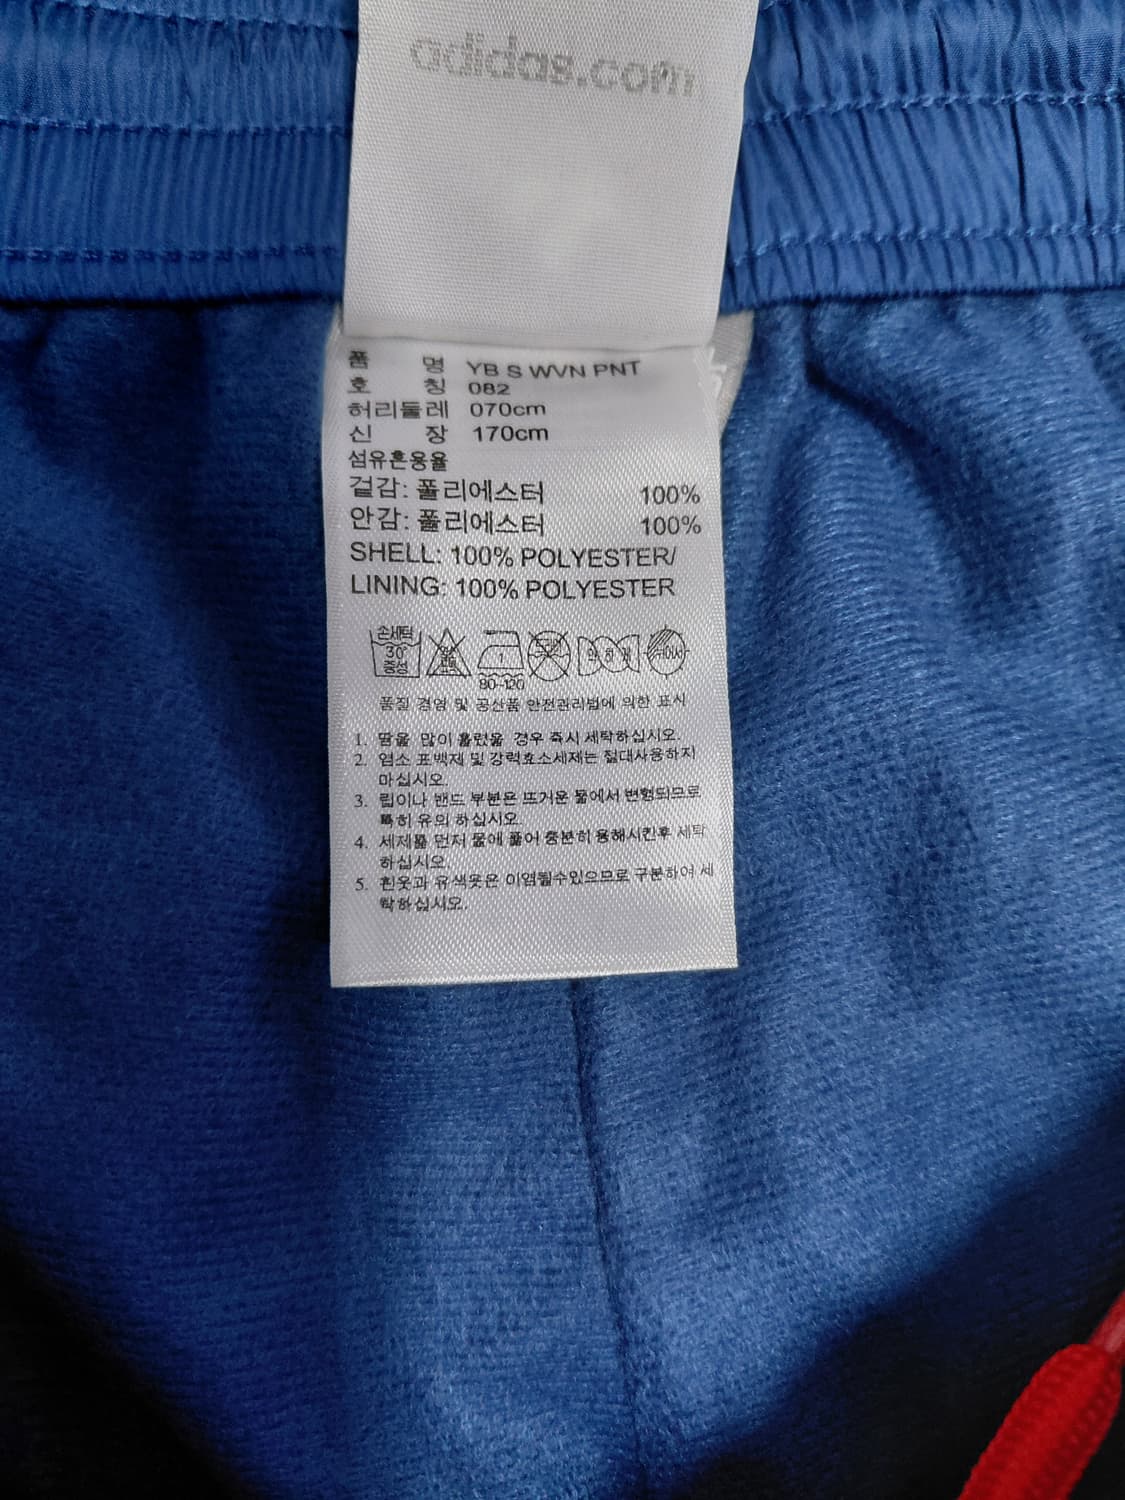 adidas.com
품 명 YB S WVN PNT
호 칭 082
허리둘레 070cm
신 장 170cm
섬유혼용율
겉감: 폴리에스터 100%
안감: 폴리에스터 100%
SHELL: 100% POLYESTER/
LINING: 100% POLYESTER
손세탁
30°
중성
1
80~120
품질 경영 및 공산품 안전관리법에 의한 표시
1. 땀을 많이 흘렸을 경우 즉시 세탁하십시오.
2. 염소 표백제 및 강력효소세제는 절대사용하지
마십시오.
3. 립이나 밴드 부분은 뜨거운 물에서 변형되므로
특히 유의 하십시오.
4. 세제를 먼저 물에 풀어 충분히 용해시킨후 세탁
하십시오.
5. 흰옷과 유색옷은 이염될수있으므로 구분하여 세
탁하십시오.